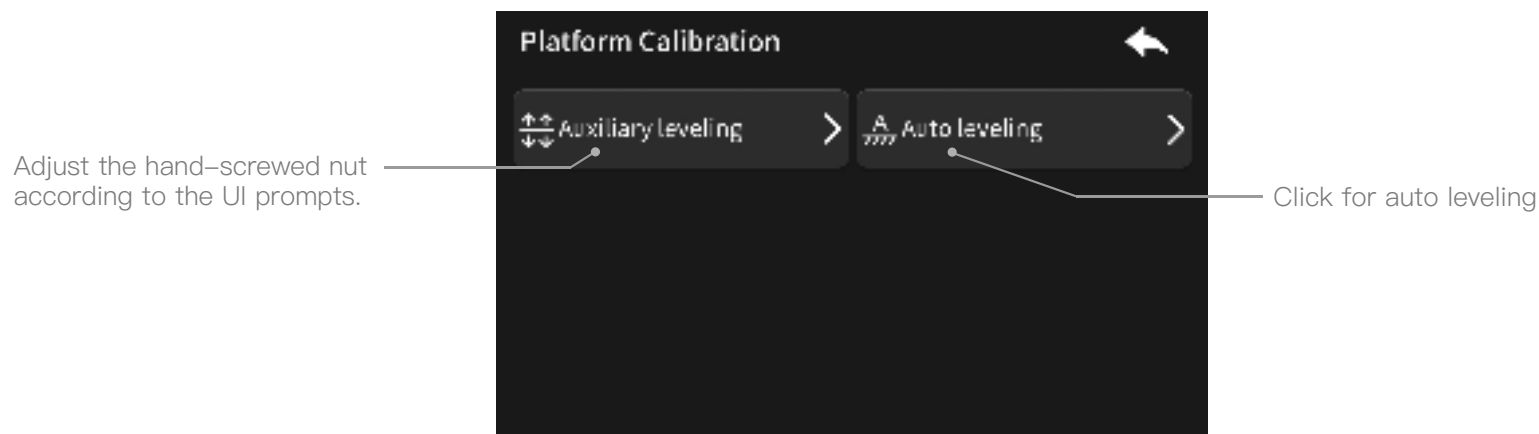 Platform Calibration
Auxiliary leveling
Auto leveling
Adjust the hand-screwed nut
according to the UI prompts.
Click for auto leveling